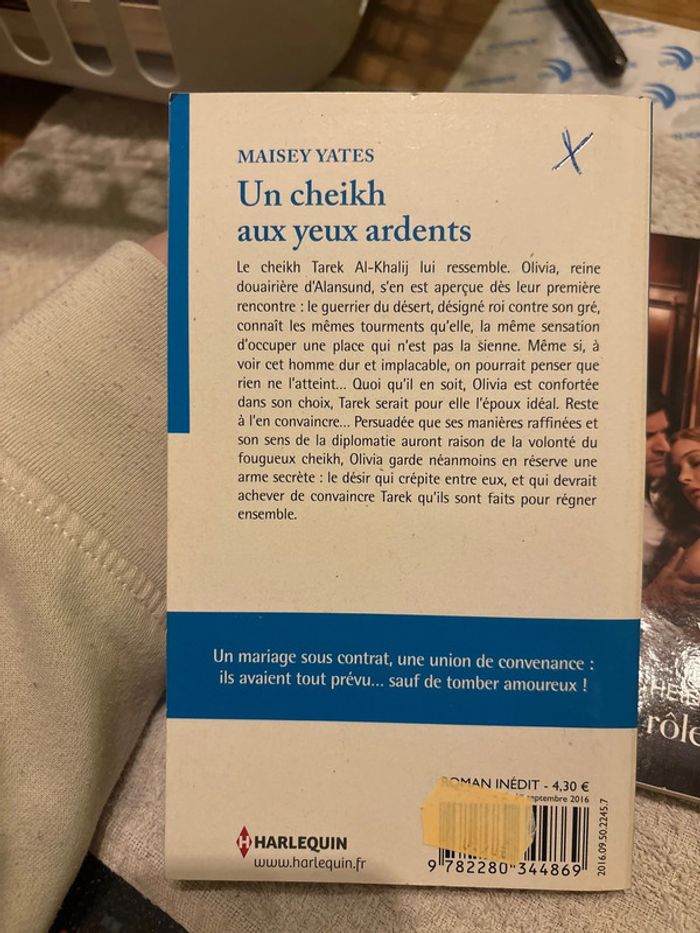 MAISEY YATES
Un cheikh
aux yeux ardents
Le cheikh Tarek Al-Khalij lui ressemble. Olivia, reine
douairière d'Alansund, s'en est aperçue dès leur première
rencontre : le guerrier du désert, désigné roi contre son gré,
connaît les mêmes tourments qu'elle, la même sensation
d'occuper une place qui n'est pas la sienne. Même si, à
voir cet homme dur et implacable, on pourrait penser que
rien ne l'atteint... Quoi qu'il en soit, Olivia est confortée
dans son choix, Tarek serait pour elle l'époux idéal. Reste
à l'en convaincre... Persuadée que ses manières raffinées et
son sens de la diplomatie auront raison de la volonté du
fougueux cheikh, Olivia garde néanmoins en réserve une
arme secrète : le désir qui crépite entre eux, et qui devrait
achever de convaincre Tarek qu'ils sont faits pour régner
ensemble.
Un mariage sous contrat, une union de convenance :
ils avaient tout prévu... sauf de tomber amoureux !
ROMAN INÉDIT - 4,30 €
septembre 2016
HARLEQUIN
www.harlequin.fr
9 782280 344869
2016.09.50.2245.7
rôle